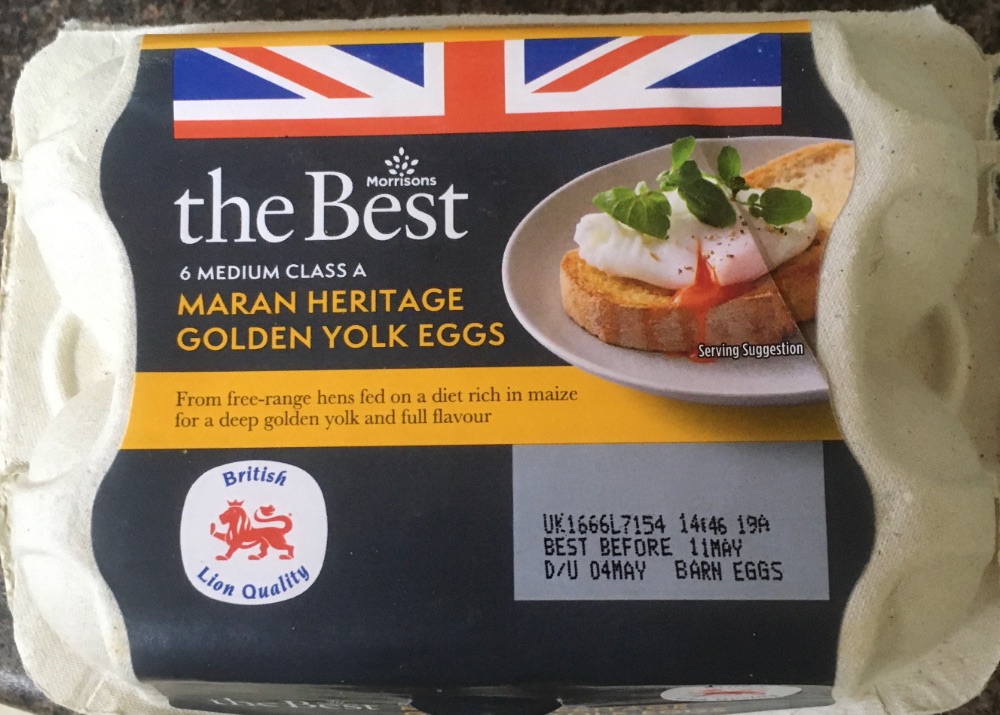 Morrisons
the Best
6 MEDIUM CLASS A
MARAN HERITAGE
GOLDEN YOLK EGGS
Serving Suggestion
From free-range hens fed on a diet rich in maize
for a deep golden yolk and full flavour
British
Lion Quality
UK1666L7154 14:46 19A
BEST BEFORE 11MAY
D/U 04MAY BARN EGGS
the Best